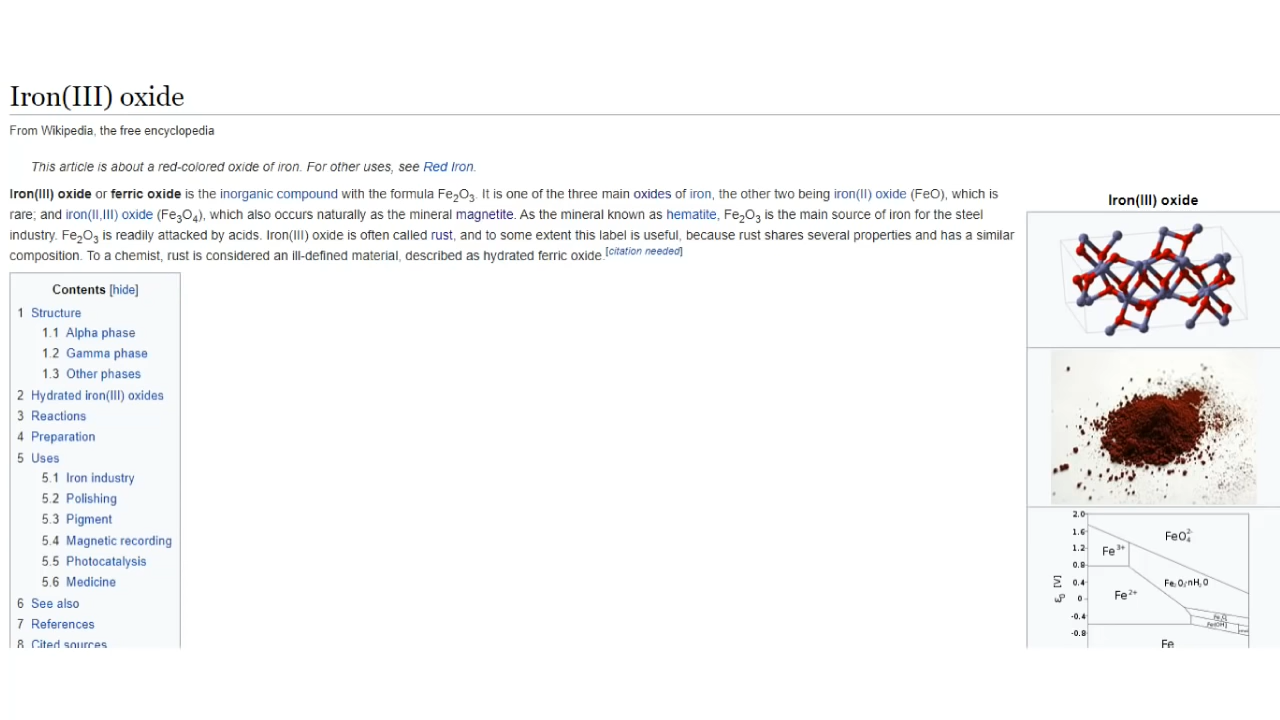 Iron(III) oxide
From Wikipedia, the free encyclopedia
This article is about a red-colored oxide of iron. For other uses, see Red Iron.
Iron(III) oxide or ferric oxide is the inorganic compound with the formula Fe₂O₃. It is one of the three main oxides of iron, the other two being iron(II) oxide (FeO), which is
rare; and iron(II,III) oxide (Fe₃O₄), which also occurs naturally as the mineral magnetite. As the mineral known as hematite, Fe₂O₃ is the main source of iron for the steel
industry. Fe₂O₃ is readily attacked by acids. Iron(III) oxide is often called rust, and to some extent this label is useful, because rust shares several properties and has a similar
composition. To a chemist, rust is considered an ill-defined material, described as hydrated ferric oxide.[citation needed]
Contents [hide]
1 Structure
1.1 Alpha phase
1.2 Gamma phase
1.3 Other phases
2 Hydrated iron(III) oxides
3 Reactions
4 Preparation
5 Uses
5.1 Iron industry
5.2 Polishing
5.3 Pigment
5.4 Magnetic recording
5.5 Photocatalysis
5.6 Medicine
6 See also
7 References
8 Cited sources
Iron(III) oxide
2.0
1.6
1.2
0.8
0.4
0
-0.4
-0.8
[V]
FeO₄²⁻
Fe³⁺
Fe₂O₃·nH₂O
Fe²⁺
Fe